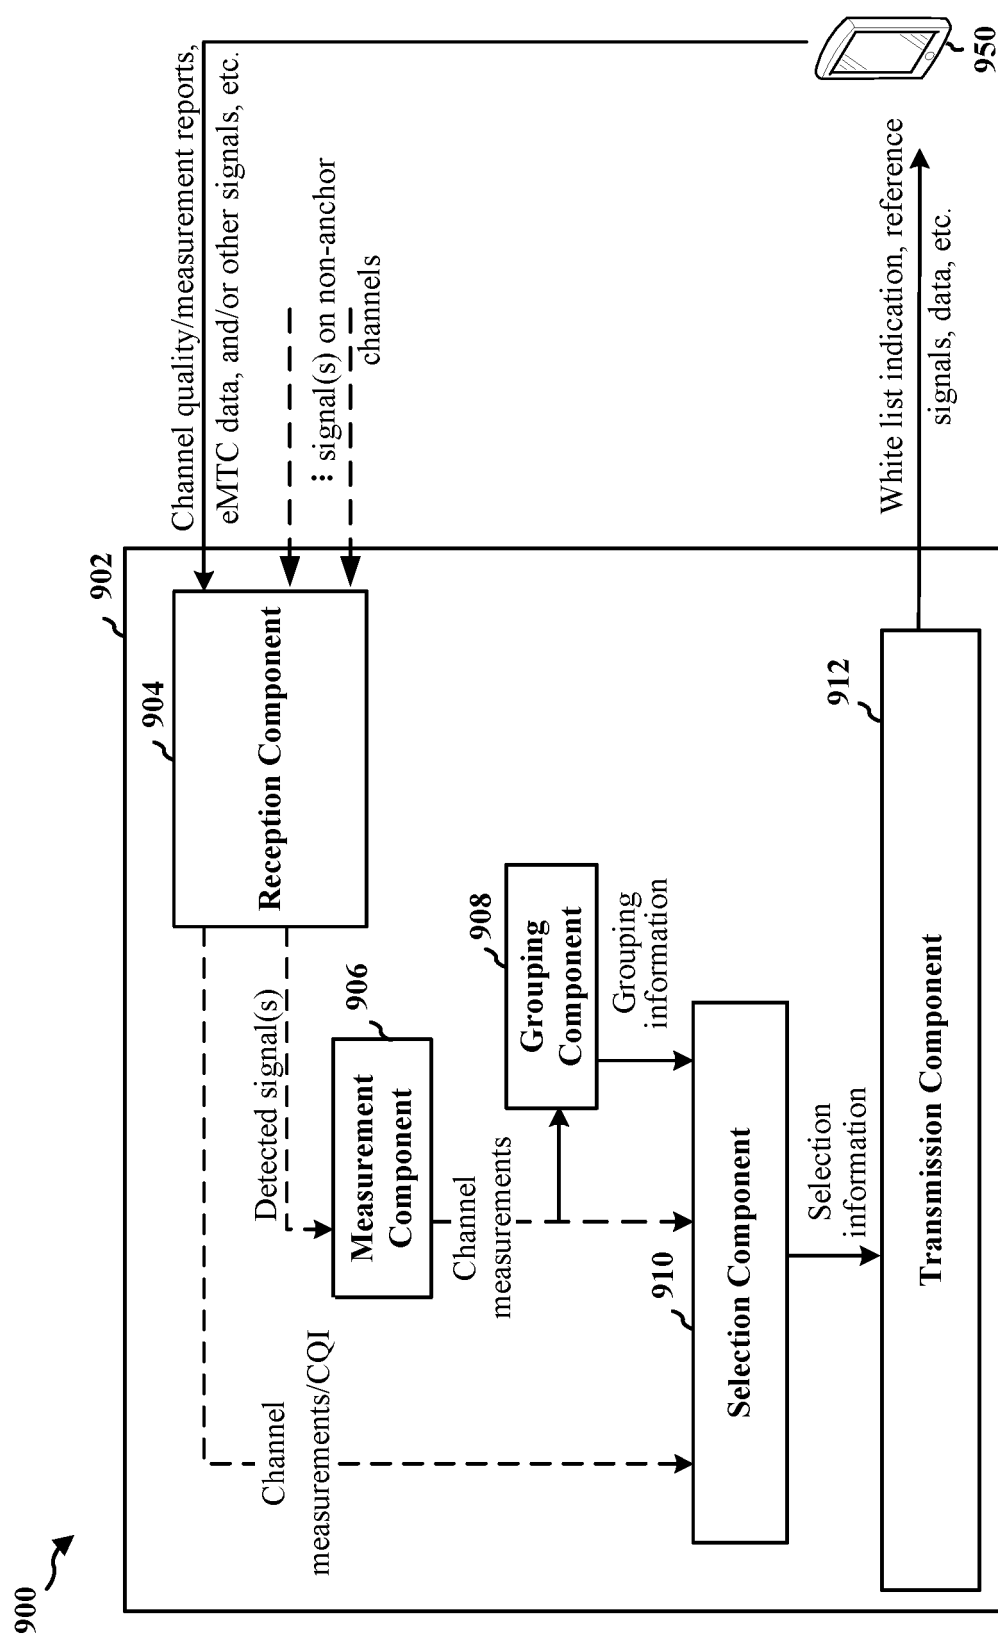 900
902
Channel quality/measurement reports,
eMTC data, and/or other signals, etc.
⋮ signal(s) on non-anchor
channels
904
Reception Component
Detected signal(s)
906
Measurement
Component
Channel
measurements/CQI
Channel
measurements
908
Grouping
Component
Grouping
information
910
Selection Component
Selection
information
912
Transmission Component
White list indication, reference
signals, data, etc.
950